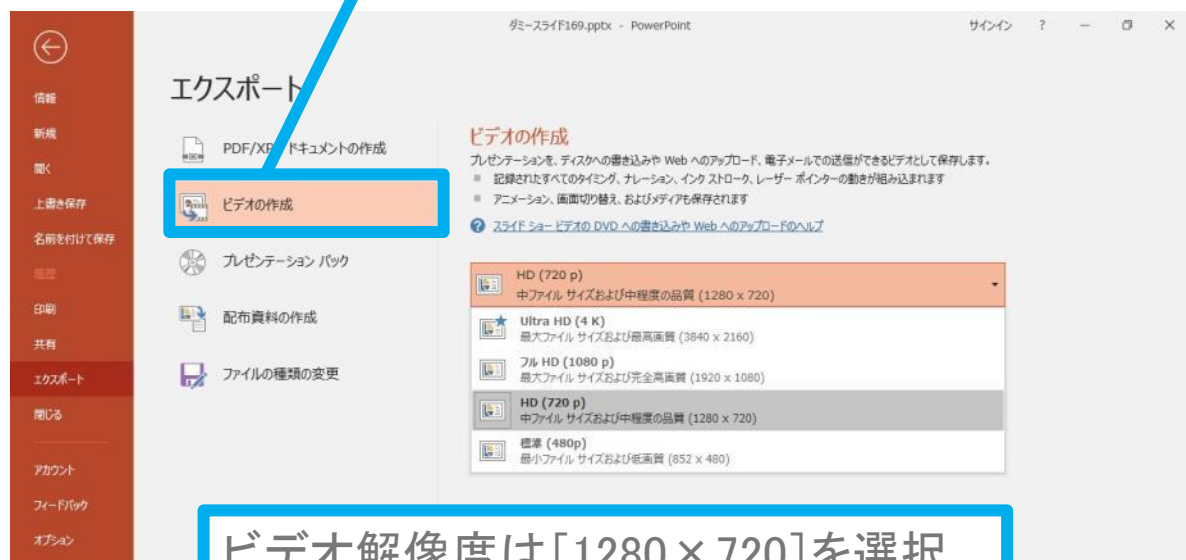 ダミースライド169.pptx - PowerPoint
サインイン ?
情報
新規
開く
上書き保存
名前を付けて保存
履歴
印刷
共有
エクスポート
閉じる
アカウント
フィードバック
オプション
エクスポート
PDF/XP ドキュメントの作成
ビデオの作成
プレゼンテーション パック
配布資料の作成
ファイルの種類の変更
ビデオの作成
プレゼンテーションを、ディスクへの書き込みや Web へのアップロード、電子メールでの送信ができるビデオとして保存します。
記録されたすべてのタイミング、ナレーション、インク ストローク、レーザー ポインターの動きが組み込まれます
アニメーション、画面切り替え、およびメディアも保存されます
スライド ショー ビデオの DVD への書き込みや Web へのアップロードのヘルプ
HD (720 p)
中ファイル サイズおよび中程度の品質 (1280 x 720)
Ultra HD (4 K)
最大ファイル サイズおよび最高画質 (3840 x 2160)
フル HD (1080 p)
最大ファイル サイズおよび完全高画質 (1920 x 1080)
HD (720 p)
中ファイル サイズおよび中程度の品質 (1280 x 720)
標準 (480p)
最小ファイル サイズおよび低画質 (852 x 480)
ビデオ解像度は[1280×720]を選択